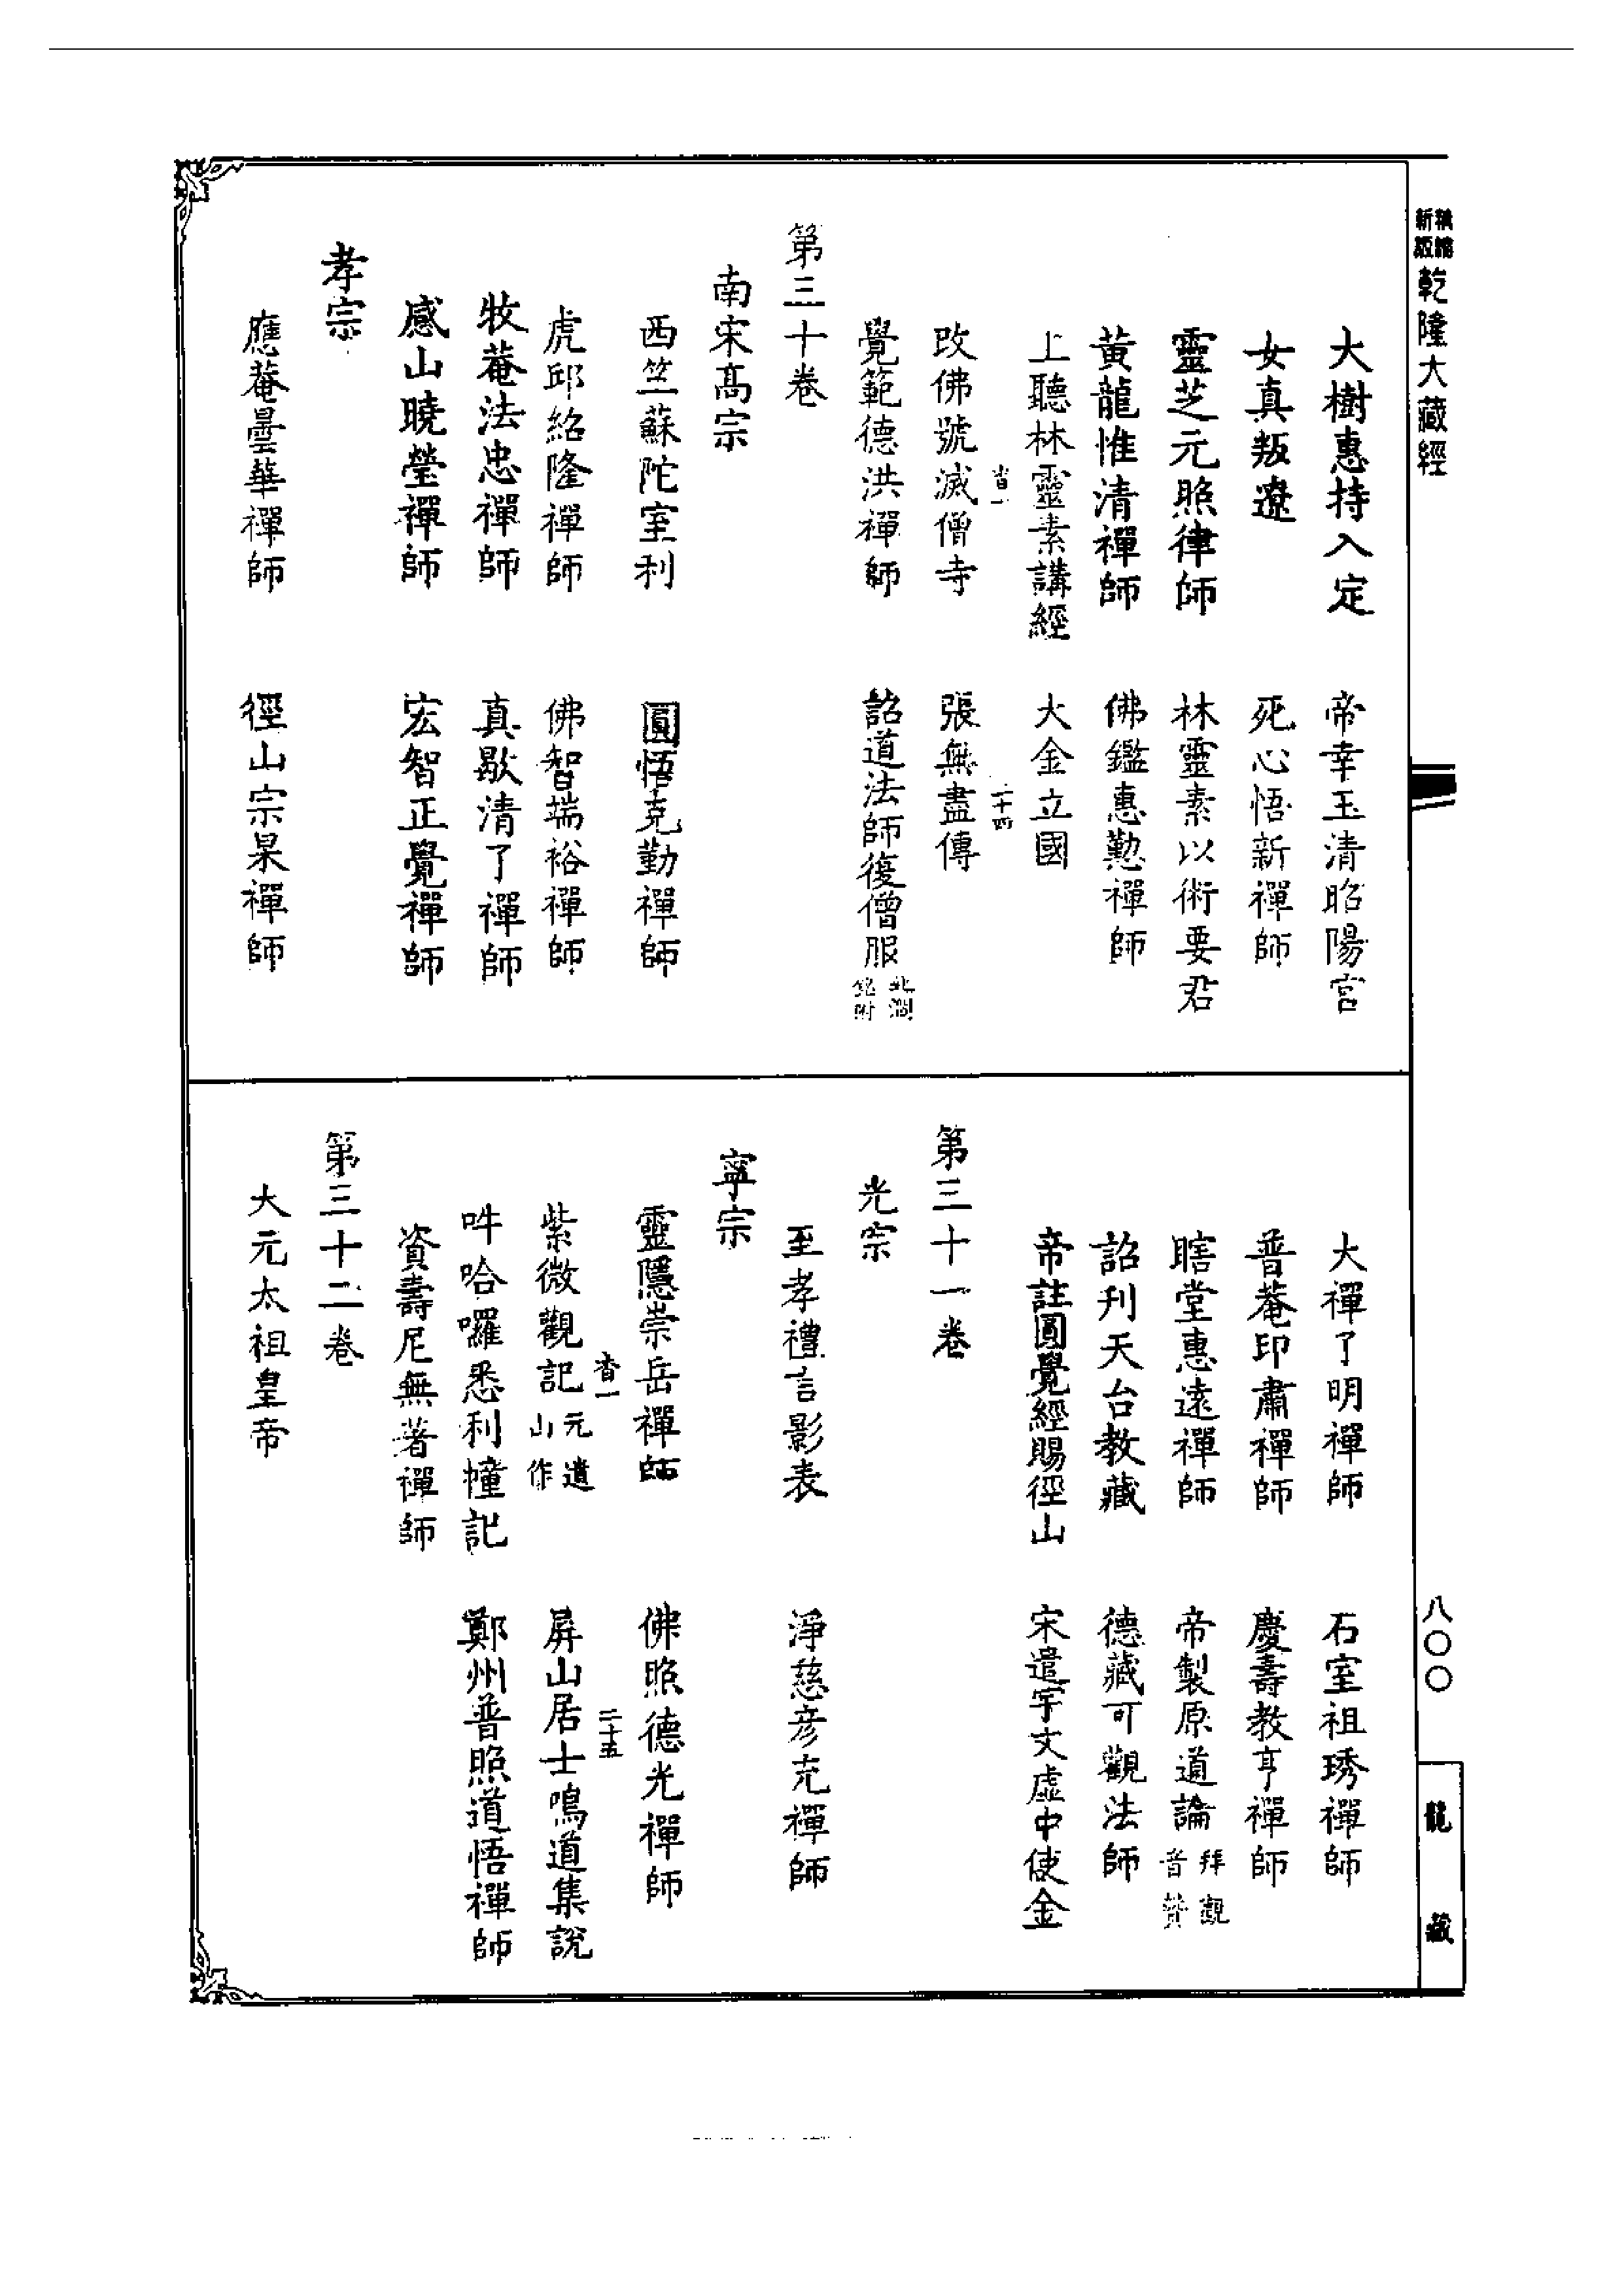 精縮新版 乾隆大藏經
大樹惠持入定 帝幸玉清昭陽宮
女真叛遼 死心悟新禪師
靈芝元照律師 林靈素以術要君
黃龍惟清禪師 佛鑑惠懃禪師
上聽林靈素講經 大金立國
二十四
改佛號滅僧寺 張無盡傳
覺範德洪禪師 詔道法師復僧服 北澗銘附
第三十卷
南宋高宗
西竺蘇陀室利 圓悟克勤禪師
虎邱紹隆禪師 佛智端裕禪師
牧菴法忠禪師 真歇清了禪師
感山曉瑩禪師 宏智正覺禪師
孝宗
應菴曇華禪師 徑山宗杲禪師
大禪了明禪師 石室祖琇禪師
普菴印肅禪師 慶壽教亨禪師
瞎堂惠遠禪師 帝製原道論 拜觀音贊
詔刋天台教藏 德藏可觀法師
帝註圓覺經賜徑山 宋遣宇文虛中使金
第三十一卷
光宗
至孝禮言影表 淨慈彦充禪師
寧宗
靈隱崇岳禪師 佛照德光禪師
二十五
紫微觀記 元遺山作 屏山居士鳴道集說
吽哈囉悉利幢記 鄭州普照道悟禪師
資壽尼無著禪師
第三十二卷
大元太祖皇帝
八〇〇
龍藏